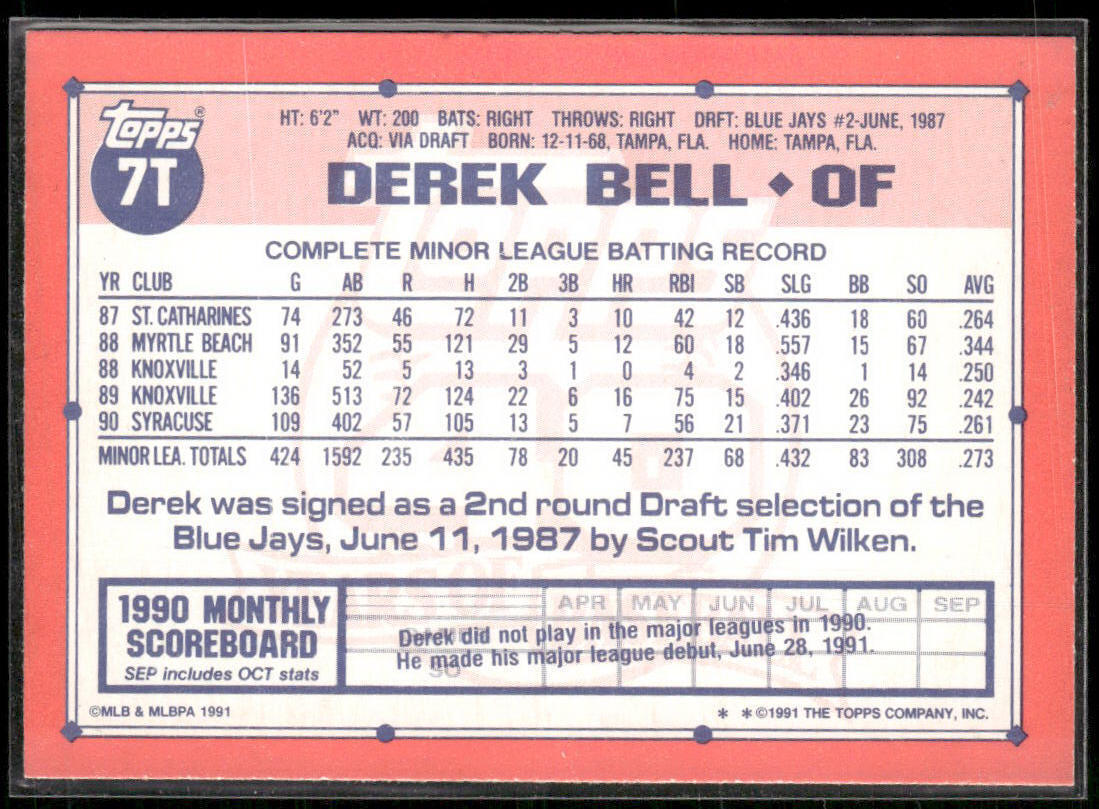 Topps®
7T
HT: 6'2" WT: 200 BATS: RIGHT THROWS: RIGHT DRFT: BLUE JAYS #2-JUNE, 1987
ACQ: VIA DRAFT BORN: 12-11-68, TAMPA, FLA. HOME: TAMPA, FLA.
DEREK BELL ◆ OF
COMPLETE MINOR LEAGUE BATTING RECORD
YR CLUB G AB R H 2B 3B HR RBI SB SLG BB SO AVG
87 ST. CATHARINES 74 273 46 72 11 3 10 42 12 .436 18 60 .264
88 MYRTLE BEACH 91 352 55 121 29 5 12 60 18 .557 15 67 .344
88 KNOXVILLE 14 52 5 13 3 1 0 4 2 .346 1 14 .250
89 KNOXVILLE 136 513 72 124 22 6 16 75 15 .402 26 92 .242
90 SYRACUSE 109 402 57 105 13 5 7 56 21 .371 23 75 .261
MINOR LEA. TOTALS 424 1592 235 435 78 20 45 237 68 .432 83 308 .273
Derek was signed as a 2nd round Draft selection of the
Blue Jays, June 11, 1987 by Scout Tim Wilken.
1990 MONTHLY
SCOREBOARD
SEP includes OCT stats
APR MAY JUN JUL AUG SEP
Derek did not play in the major leagues in 1990.
He made his major league debut, June 28, 1991.
SO
©MLB & MLBPA 1991
* * ©1991 THE TOPPS COMPANY, INC.